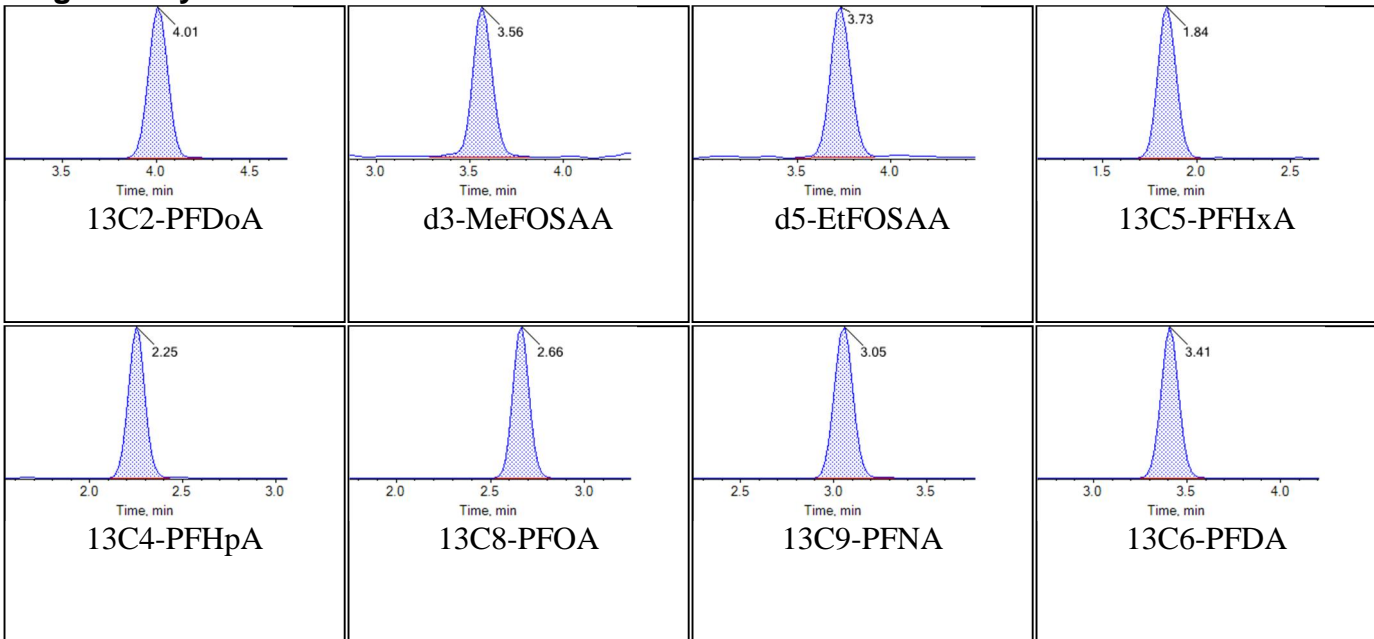 4.01
3.5 4.0 4.5
Time, min
13C2-PFDoA
3.56
3.0 3.5 4.0
Time, min
d3-MeFOSAA
3.73
3.5 4.0
Time, min
d5-EtFOSAA
1.84
1.5 2.0 2.5
Time, min
13C5-PFHxA
2.25
2.0 2.5 3.0
Time, min
13C4-PFHpA
2.66
2.0 2.5 3.0
Time, min
13C8-PFOA
3.05
2.5 3.0 3.5
Time, min
13C9-PFNA
3.41
3.0 3.5 4.0
Time, min
13C6-PFDA